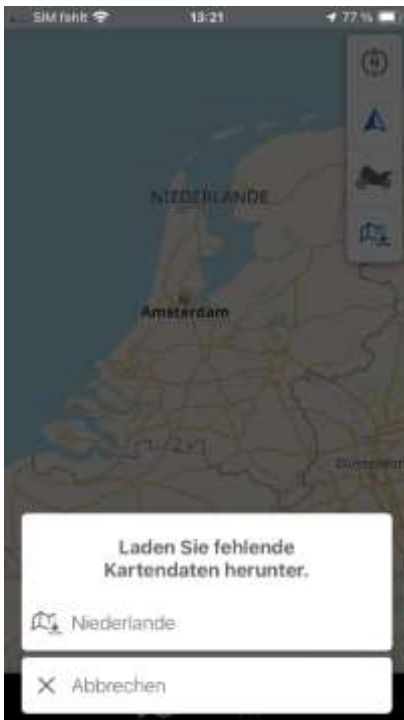 SIM fehlt 13:21 77 %
N
NIEDERLANDE
Amsterdam
Laden Sie fehlende
Kartendaten herunter.
Niederlande
Abbrechen